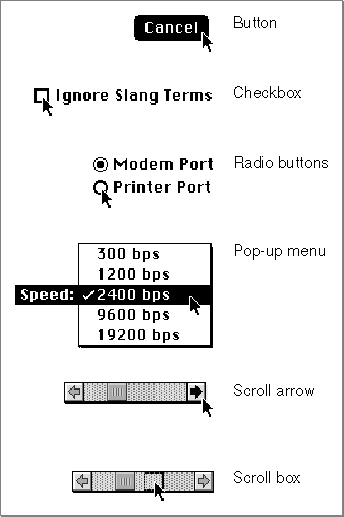 Cancel Button
Ignore Slang Terms Checkbox
Modem Port Radio buttons
Printer Port
300 bps Pop-up menu
1200 bps
Speed: ✓2400 bps
9600 bps
19200 bps
Scroll arrow
Scroll box